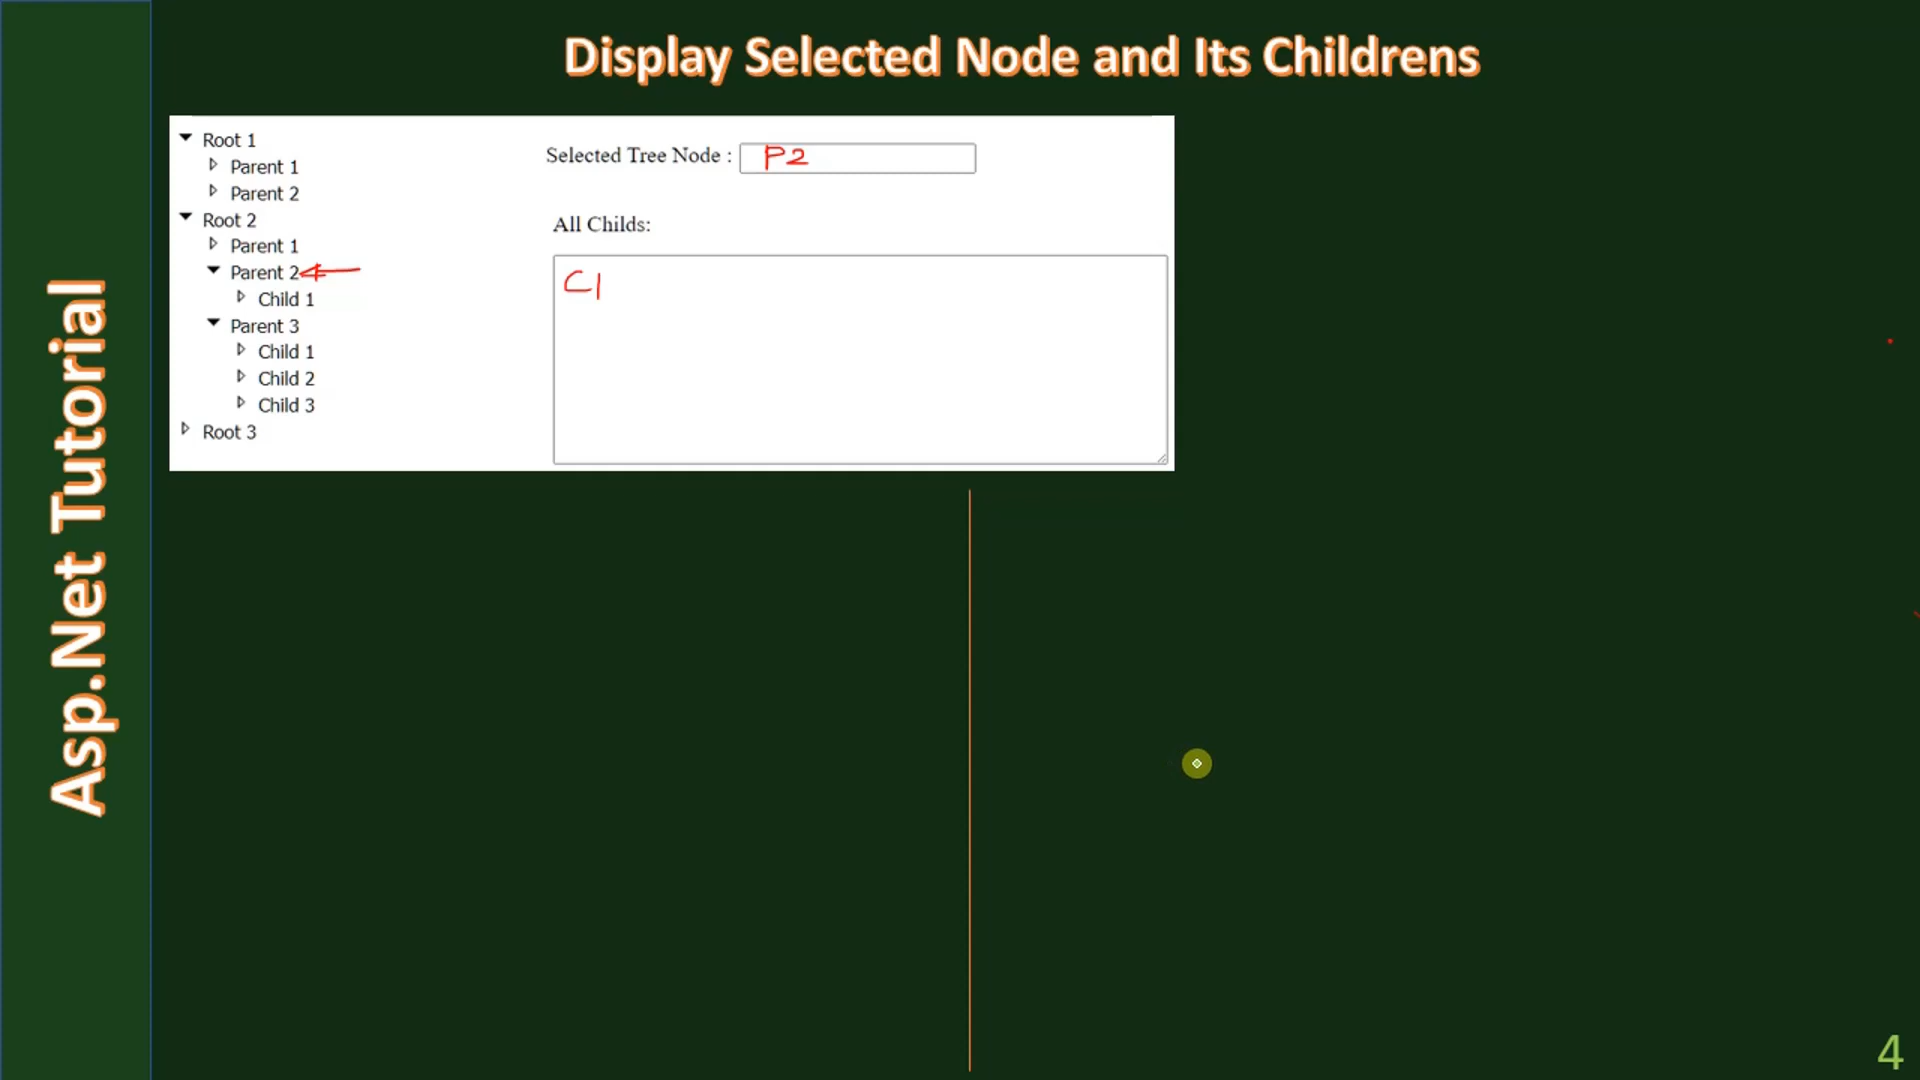 Display Selected Node and Its Childrens
Asp.Net Tutorial
Root 1
Parent 1
Parent 2
Root 2
Parent 1
Parent 2
Child 1
Parent 3
Child 1
Child 2
Child 3
Root 3
Selected Tree Node : P2
All Childs:
C1
4